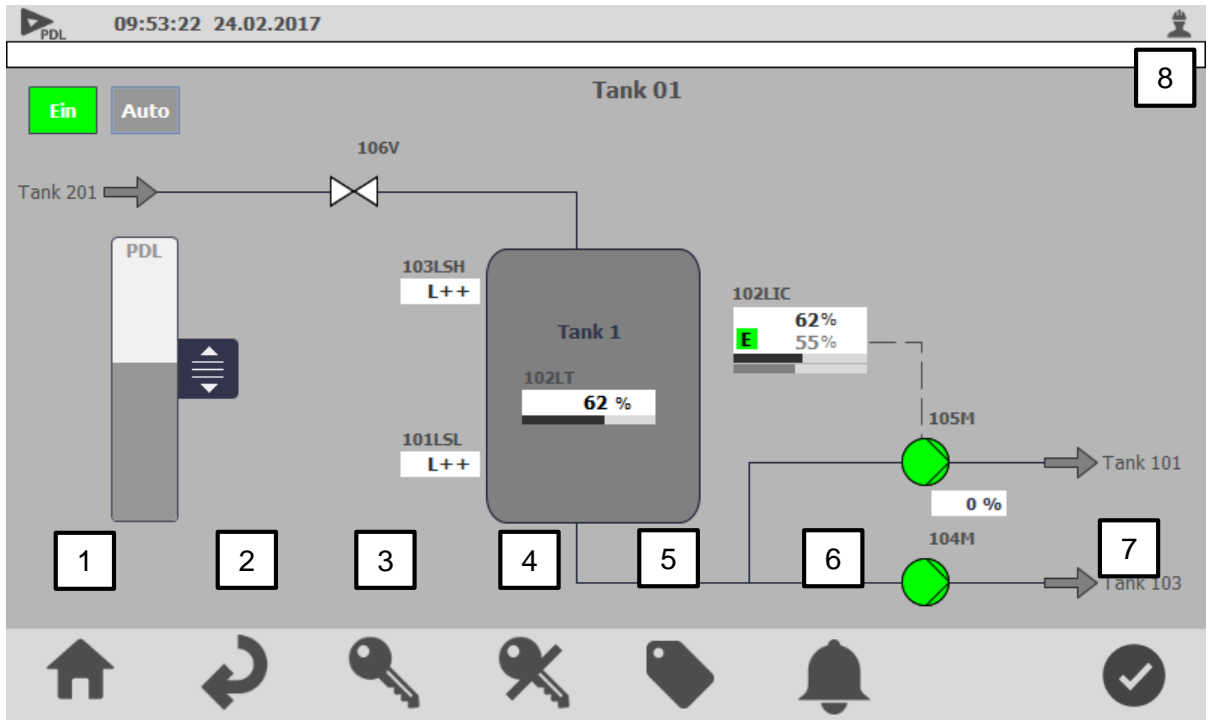 PDL 09:53:22 24.02.2017
8
Tank 01
Ein Auto
106V
Tank 201
PDL
103LSH
L++
102LIC
62%
E 55%
Tank 1
102LT
62 %
101LSL
L++
105M
Tank 101
0 %
104M
1 2 3 4 5 6 7
Tank 103